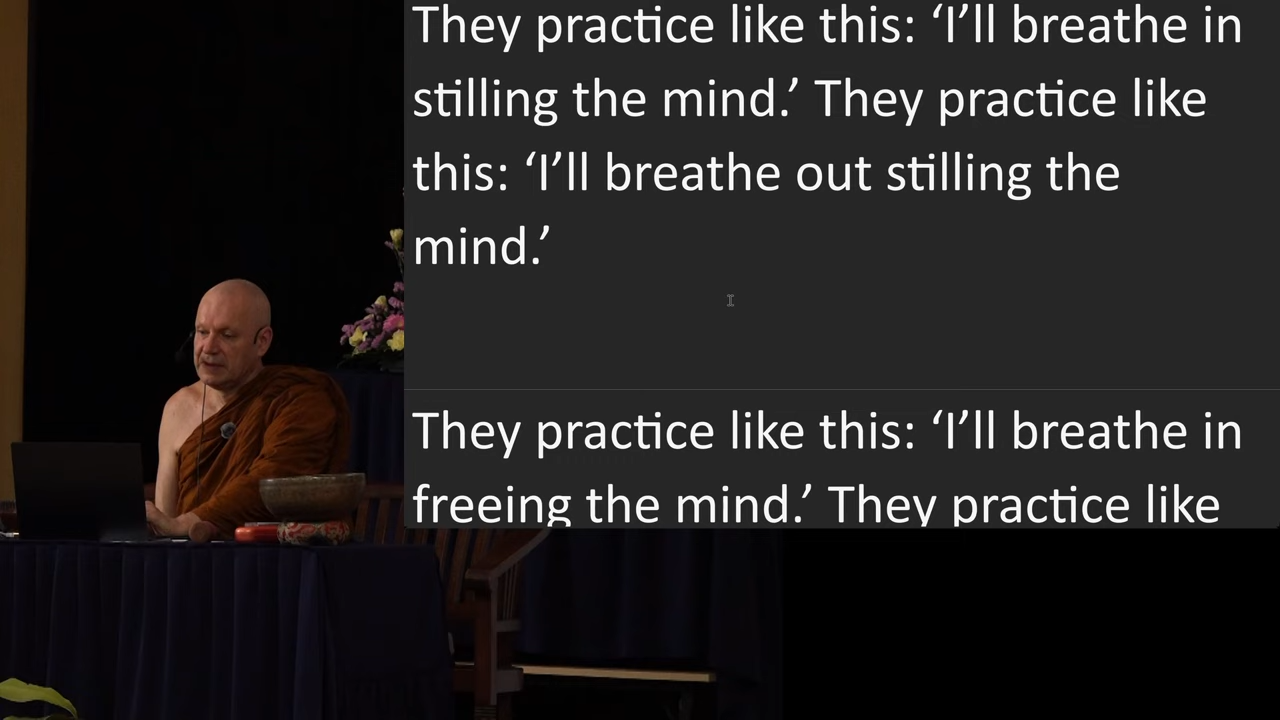 They practice like this: ‘I’ll breathe in
stilling the mind.’ They practice like
this: ‘I’ll breathe out stilling the
mind.’
They practice like this: ‘I’ll breathe in
freeing the mind.’ They practice like